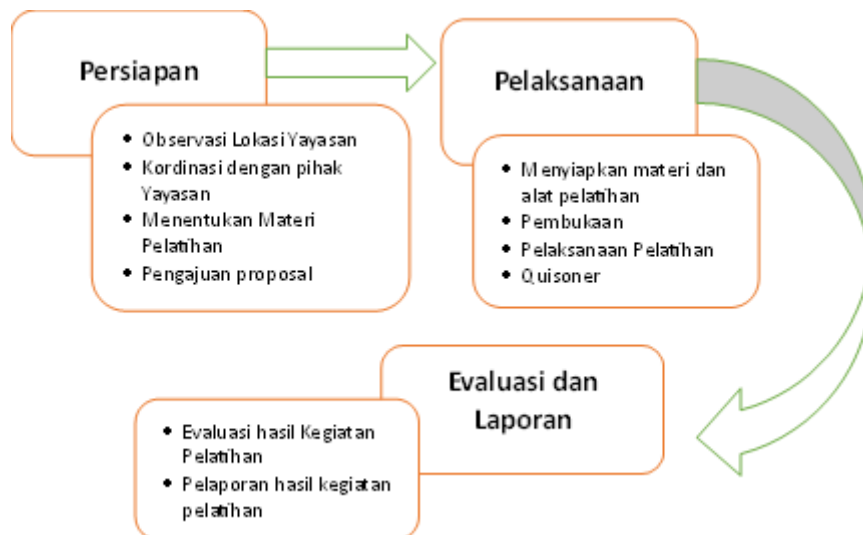 Persiapan
• Observasi Lokasi Yayasan
• Kordinasi dengan pihak
Yayasan
• Menentukan Materi
Pelatihan
• Pengajuan proposal
Pelaksanaan
• Menyiapkan materi dan
alat pelatihan
• Pembukaan
• Pelaksanaan Pelatihan
• Quisoner
Evaluasi dan
Laporan
• Evaluasi hasil Kegiatan
Pelatihan
• Pelaporan hasil kegiatan
pelatihan